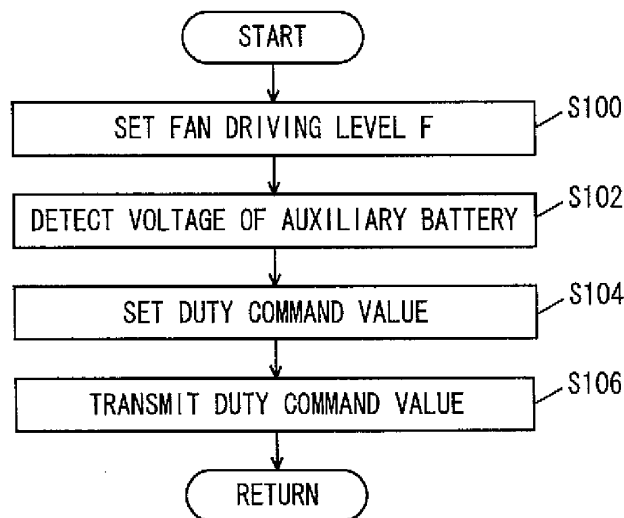 START
SET FAN DRIVING LEVEL F
S100
DETECT VOLTAGE OF AUXILIARY BATTERY
S102
SET DUTY COMMAND VALUE
S104
TRANSMIT DUTY COMMAND VALUE
S106
RETURN